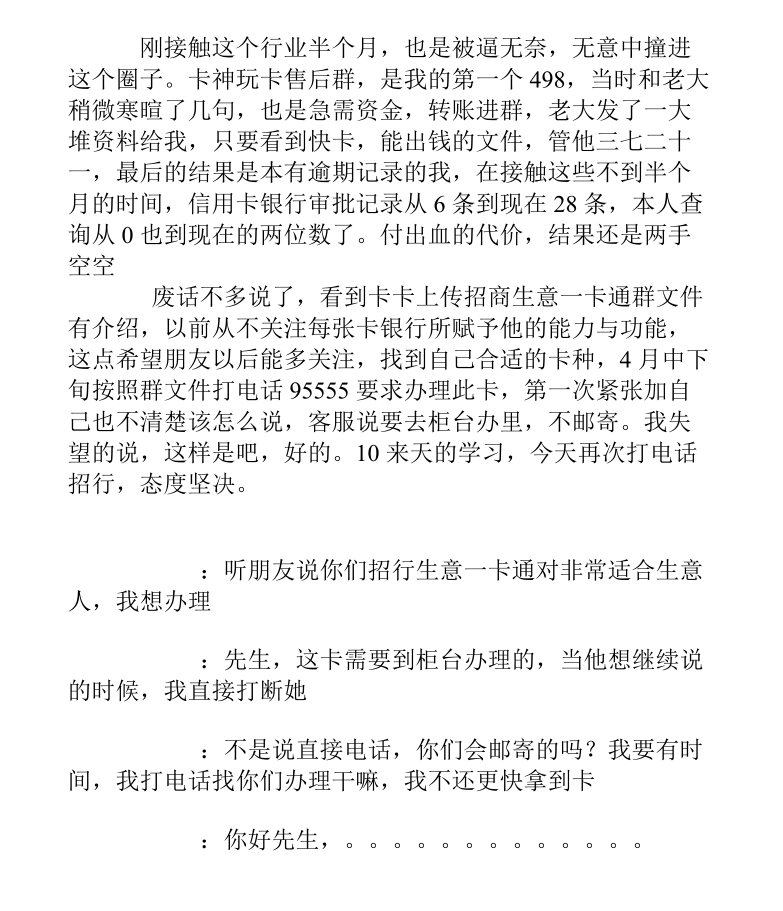 刚接触这个行业半个月，也是被逼无奈，无意中撞进
这个圈子。卡神玩卡售后群，是我的第一个 498，当时和老大
稍微寒暄了几句，也是急需资金，转账进群，老大发了一大
堆资料给我，只要看到快卡，能出钱的文件，管他三七二十
一，最后的结果是本有逾期记录的我，在接触这些不到半个
月的时间，信用卡银行审批记录从 6 条到现在 28 条，本人查
询从 0 也到现在的两位数了。付出血的代价，结果还是两手
空空
废话不多说了，看到卡卡上传招商生意一卡通群文件
有介绍，以前从不关注每张卡银行所赋予他的能力与功能，
这点希望朋友以后能多关注，找到自己合适的卡种，4 月中下
旬按照群文件打电话 95555 要求办理此卡，第一次紧张加自
己也不清楚该怎么说，客服说要去柜台办里，不邮寄。我失
望的说，这样是吧，好的。10 来天的学习，今天再次打电话
招行，态度坚决。
：听朋友说你们招行生意一卡通对非常适合生意
人，我想办理
：先生，这卡需要到柜台办理的，当他想继续说
的时候，我直接打断她
：不是说直接电话，你们会邮寄的吗？我要有时
间，我打电话找你们办理干嘛，我不还更快拿到卡
：你好先生，。。。。。。。。。。。。。